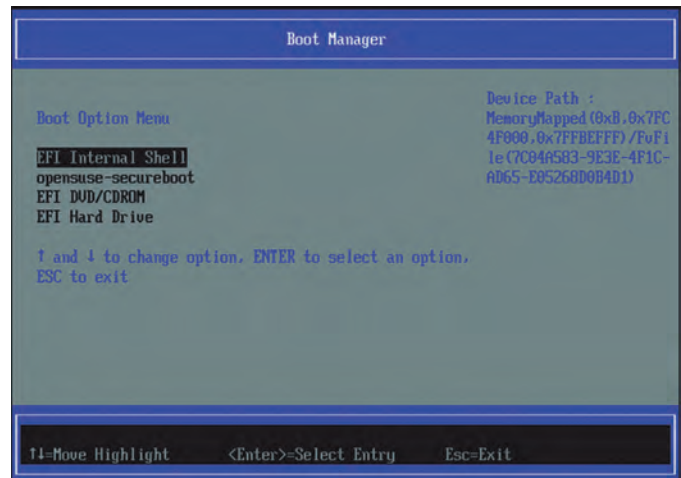 Boot Manager
Device Path :
Boot Option Menu
MemoryMapped(0xB,0x7FC
4F000,0x7FFBEFFF)/FvFi
le(7C04A583-9E3E-4F1C-
AD65-E05268D0B4D1)
EFI Internal Shell
opensuse-secureboot
EFI DVD/CDROM
EFI Hard Drive
↑ and ↓ to change option, ENTER to select an option,
ESC to exit
↑↓=Move Highlight
<Enter>=Select Entry
Esc=Exit